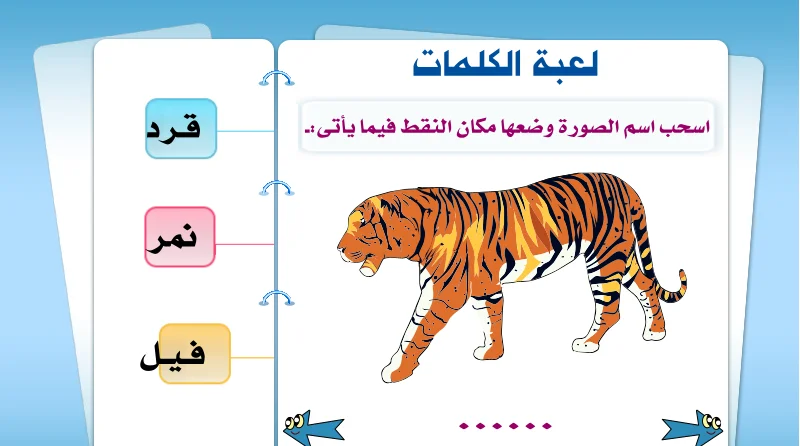 لعبة الكلمات
اسحب اسم الصورة وضعها مكان النقط فيما يأتى :ـ
قرد
نمر
فيل